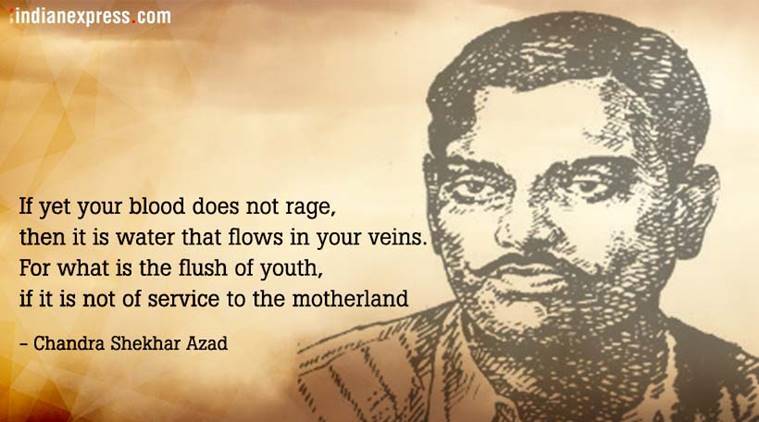 indianexpress.com
If yet your blood does not rage,
then it is water that flows in your veins.
For what is the flush of youth,
if it is not of service to the motherland
– Chandra Shekhar Azad